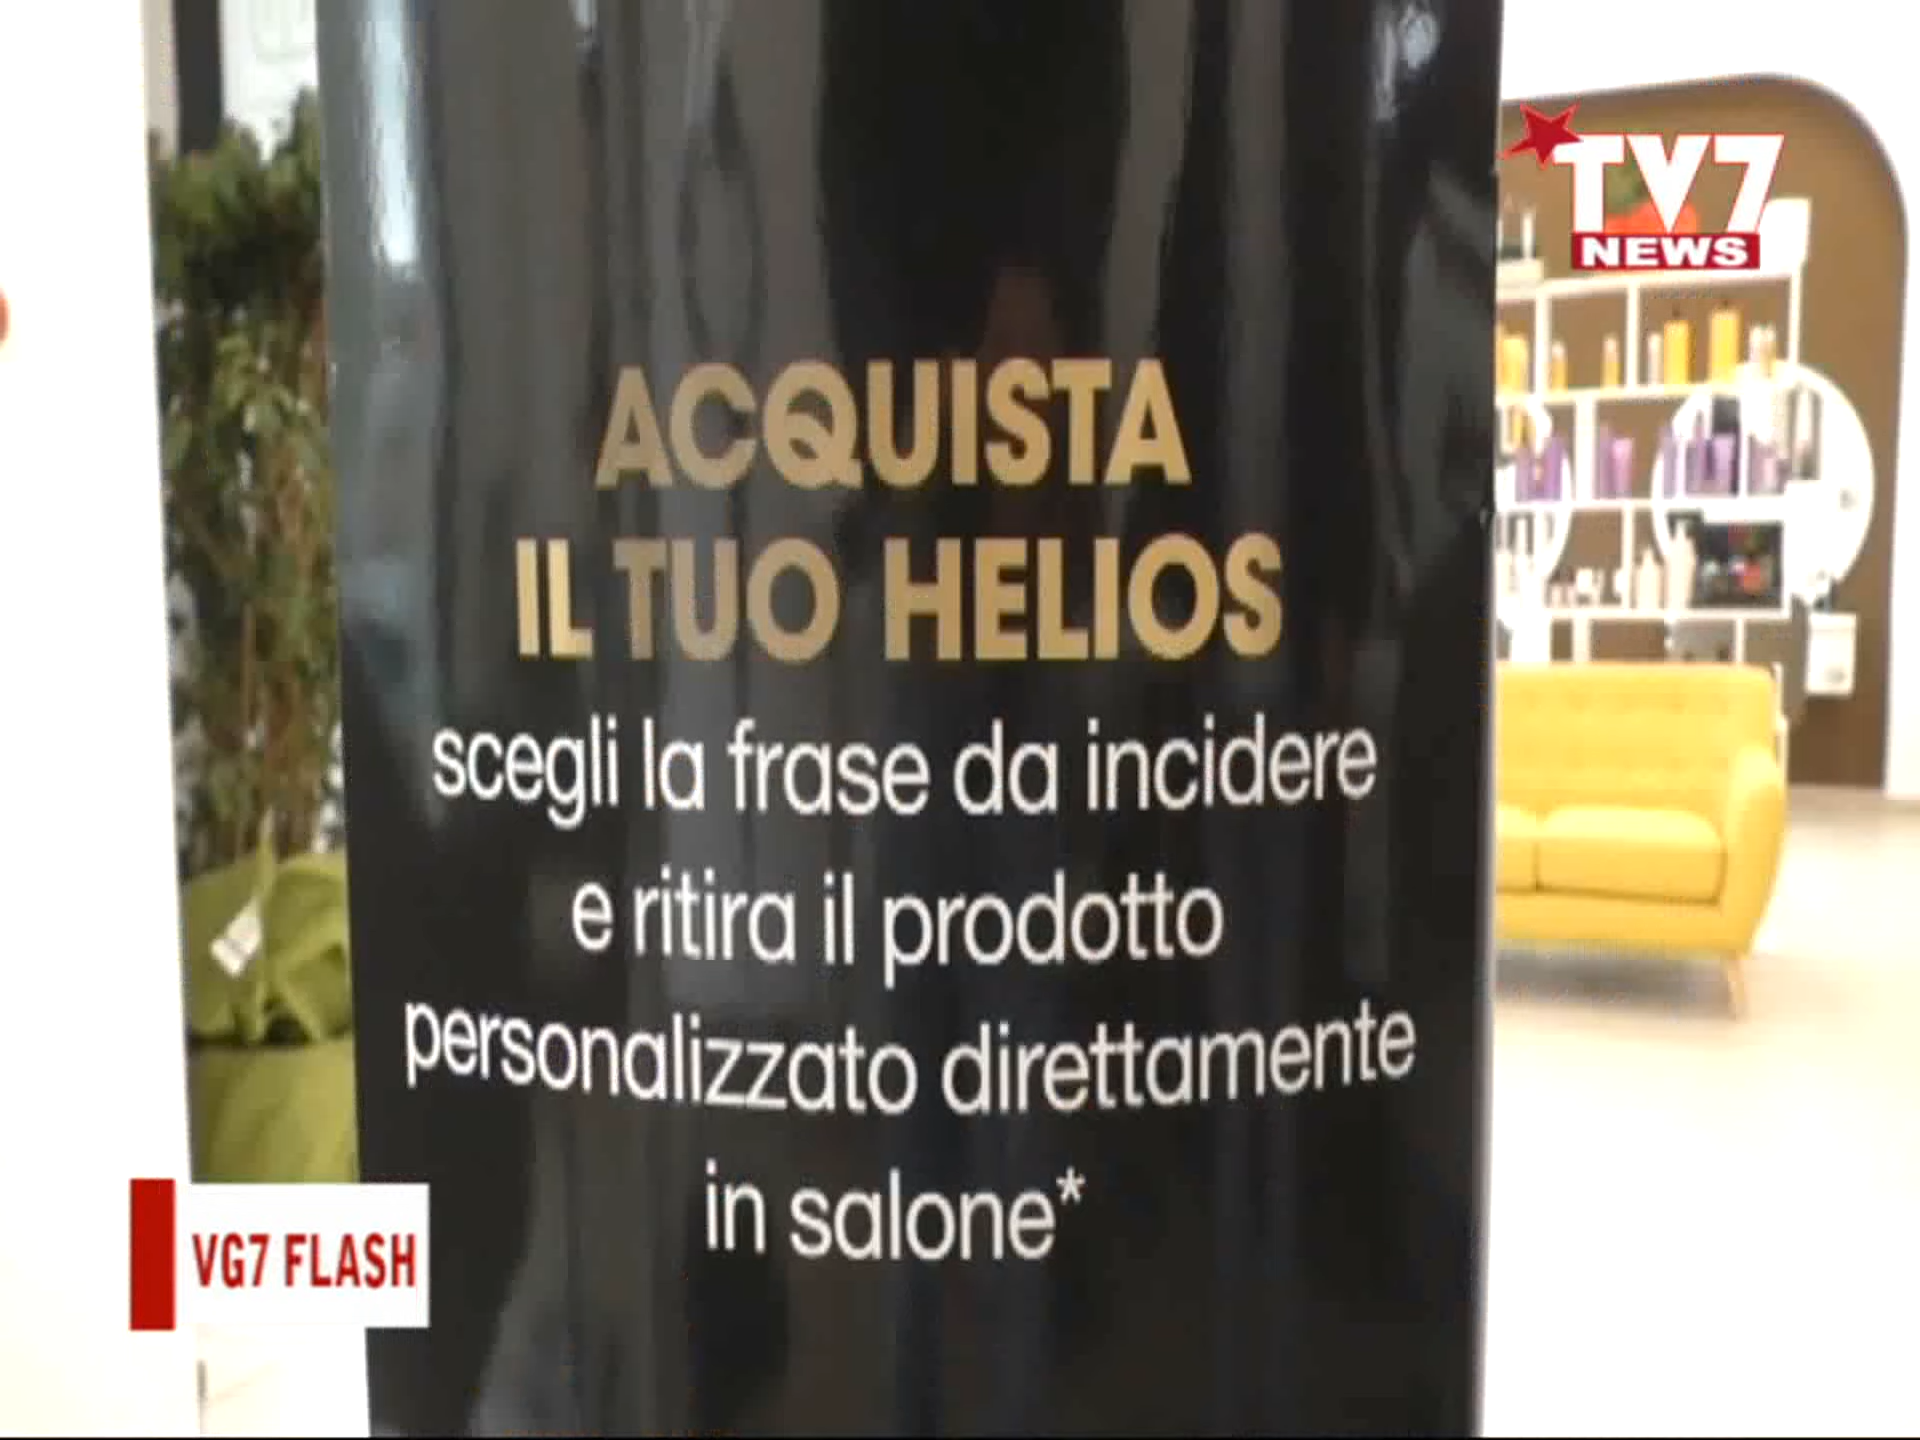 TV7
NEWS
ACQUISTA
IL TUO HELIOS
scegli la frase da incidere
e ritira il prodotto
personalizzato direttamente
in salone*
VG7 FLASH